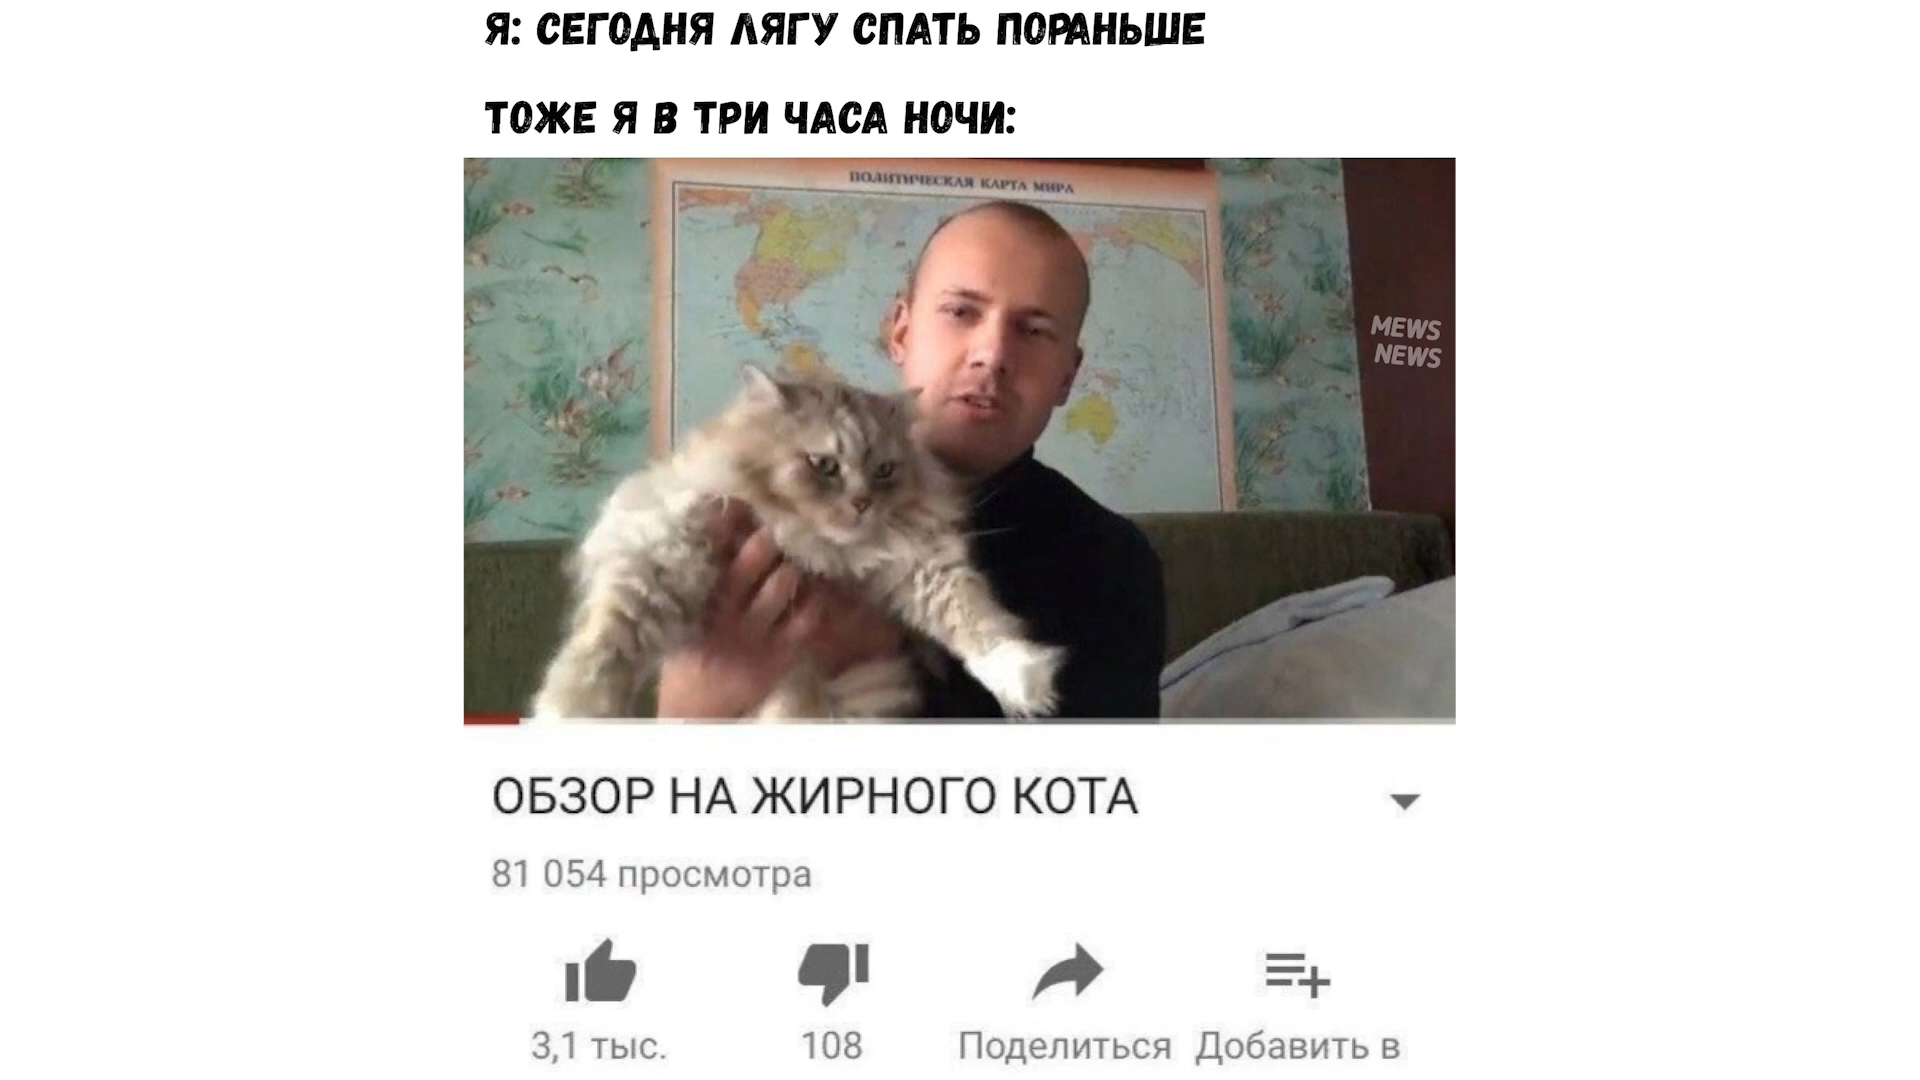 Я: СЕГОДНЯ ЛЯГУ СПАТЬ ПОРАНЬШЕ
ТОЖЕ Я В ТРИ ЧАСА НОЧИ:
ПОЛИТИЧЕСКАЯ КАРТА МИРА
MEWS
NEWS
ОБЗОР НА ЖИРНОГО КОТА
81 054 просмотра
3,1 тыс.
108
Поделиться
Добавить в